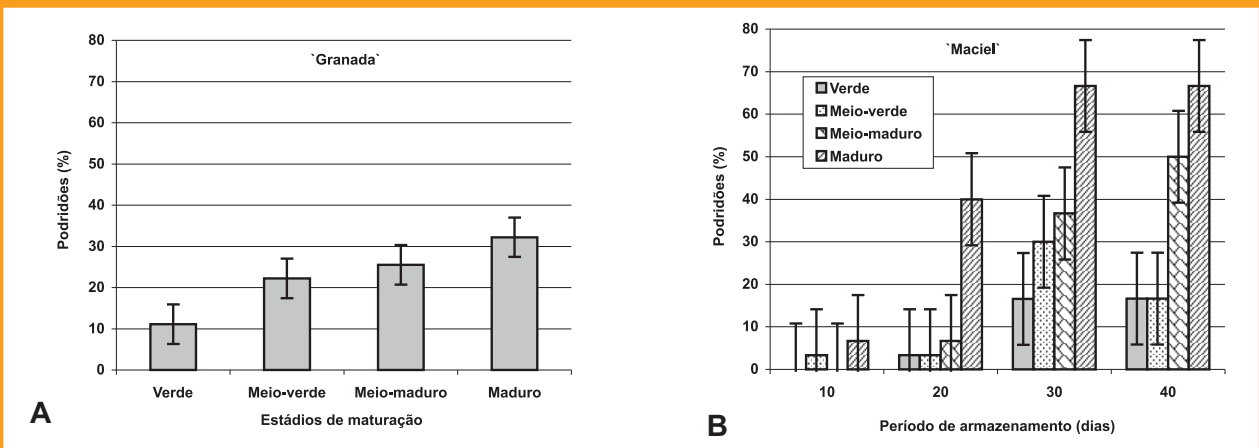 `Granada`
Podridões (%)
80
70
60
50
40
30
20
10
0
Verde Meio-verde Meio-maduro Maduro
Estádios de maturação
A
`Maciel`
Podridões (%)
80
70
60
50
40
30
20
10
0
Verde
Meio-verde
Meio-maduro
Maduro
10 20 30 40
Período de armazenamento (dias)
B